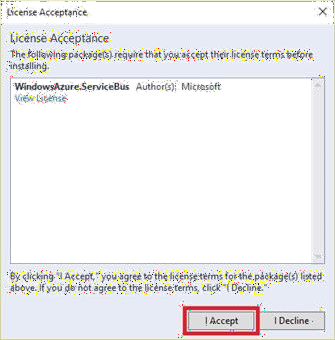 License Acceptance
License Acceptance
The following package(s) require that you accept their license terms before
installing.
WindowsAzure.ServiceBus Author(s): Microsoft
View License
By clicking "I Accept," you agree to the license terms for the package(s) listed
above. If you do not agree to the license terms, click "I Decline."
I Accept
I Decline